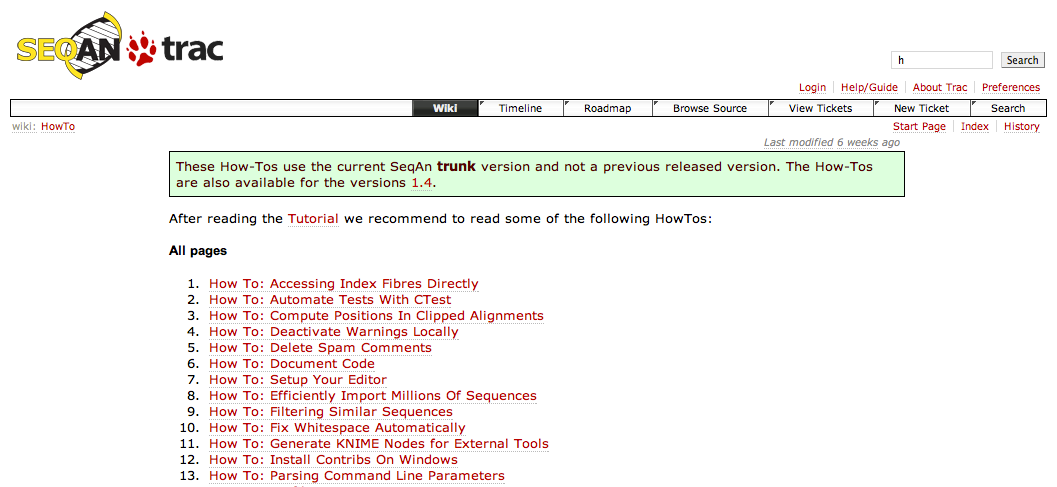 SEQAN trac
h Search
Login Help/Guide About Trac Preferences
Wiki Timeline Roadmap Browse Source View Tickets New Ticket Search
wiki: HowTo Start Page Index History
Last modified 6 weeks ago
These How-Tos use the current SeqAn trunk version and not a previous released version. The How-Tos
are also available for the versions 1.4.
After reading the Tutorial we recommend to read some of the following HowTos:
All pages
1. How To: Accessing Index Fibres Directly
2. How To: Automate Tests With CTest
3. How To: Compute Positions In Clipped Alignments
4. How To: Deactivate Warnings Locally
5. How To: Delete Spam Comments
6. How To: Document Code
7. How To: Setup Your Editor
8. How To: Efficiently Import Millions Of Sequences
9. How To: Filtering Similar Sequences
10. How To: Fix Whitespace Automatically
11. How To: Generate KNIME Nodes for External Tools
12. How To: Install Contribs On Windows
13. How To: Parsing Command Line Parameters